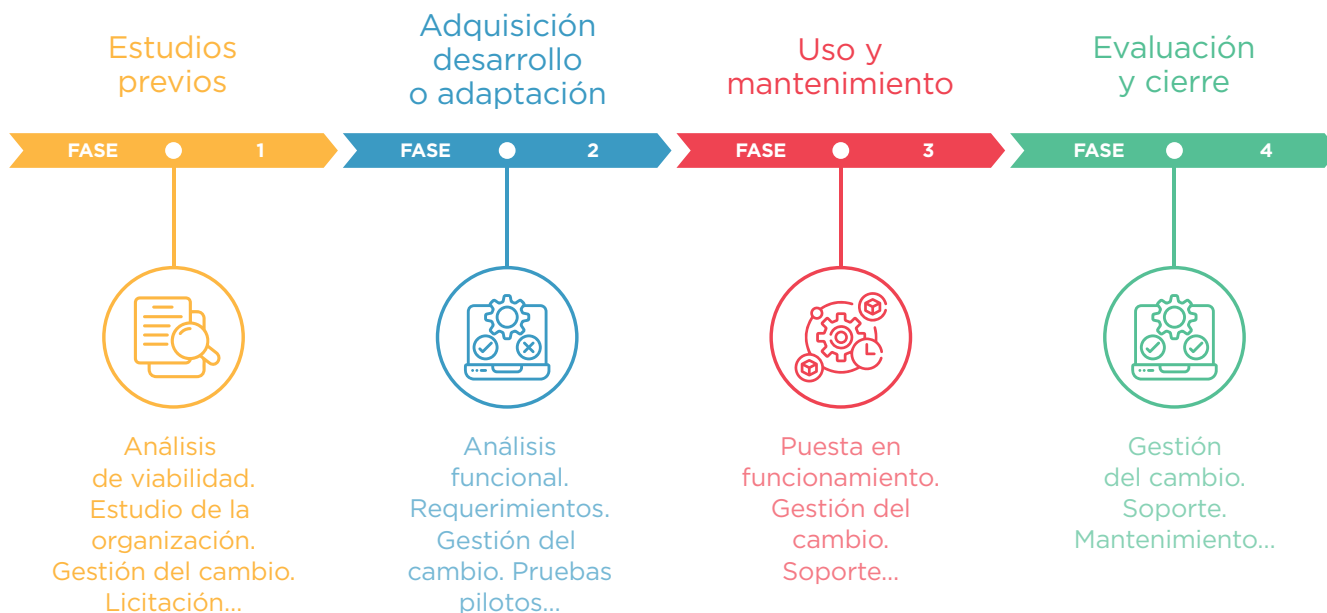 Estudios
previos
Adquisición
desarrollo
o adaptación
Uso y
mantenimiento
Evaluación
y cierre
FASE 1
FASE 2
FASE 3
FASE 4
Análisis
de viabilidad.
Estudio de la
organización.
Gestión del cambio.
Licitación...
Análisis
funcional.
Requerimientos.
Gestión del
cambio. Pruebas
pilotos...
Puesta en
funcionamiento.
Gestión del
cambio.
Soporte...
Gestión
del cambio.
Soporte.
Mantenimiento...